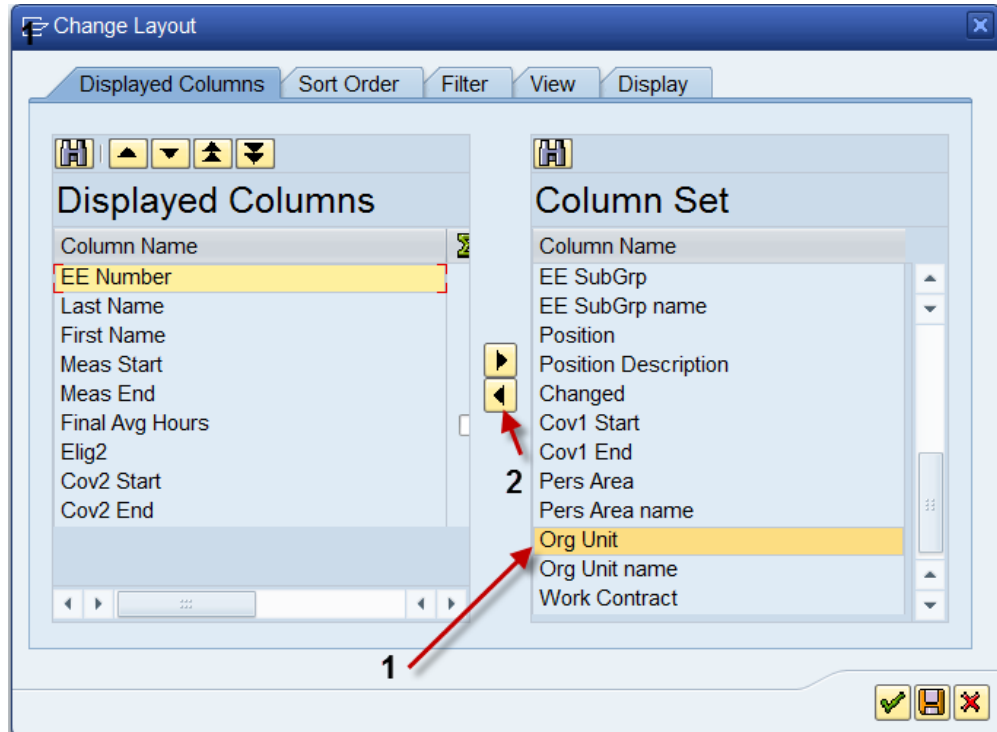 Change Layout
1
Displayed Columns Sort Order Filter View Display
Displayed Columns
Column Name
EE Number
Last Name
First Name
Meas Start
Meas End
Final Avg Hours
Elig2
Cov2 Start
Cov2 End
Column Set
Column Name
EE SubGrp
EE SubGrp name
Position
Position Description
Changed
Cov1 Start
Cov1 End
Pers Area
Pers Area name
Org Unit
Org Unit name
Work Contract
2
1